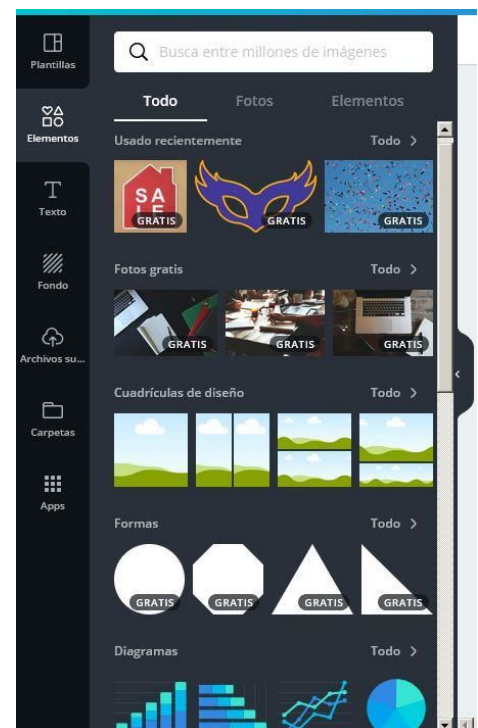 Plantillas
Elementos
Texto
Fondo
Archivos su...
Carpetas
Apps
Busca entre millones de imágenes
Todo Fotos Elementos
Usado recientemente Todo >
SA
LE
GRATIS GRATIS GRATIS
Fotos gratis Todo >
GRATIS GRATIS GRATIS
Cuadrículas de diseño Todo >
Formas Todo >
GRATIS GRATIS GRATIS GRATIS
Diagramas Todo >